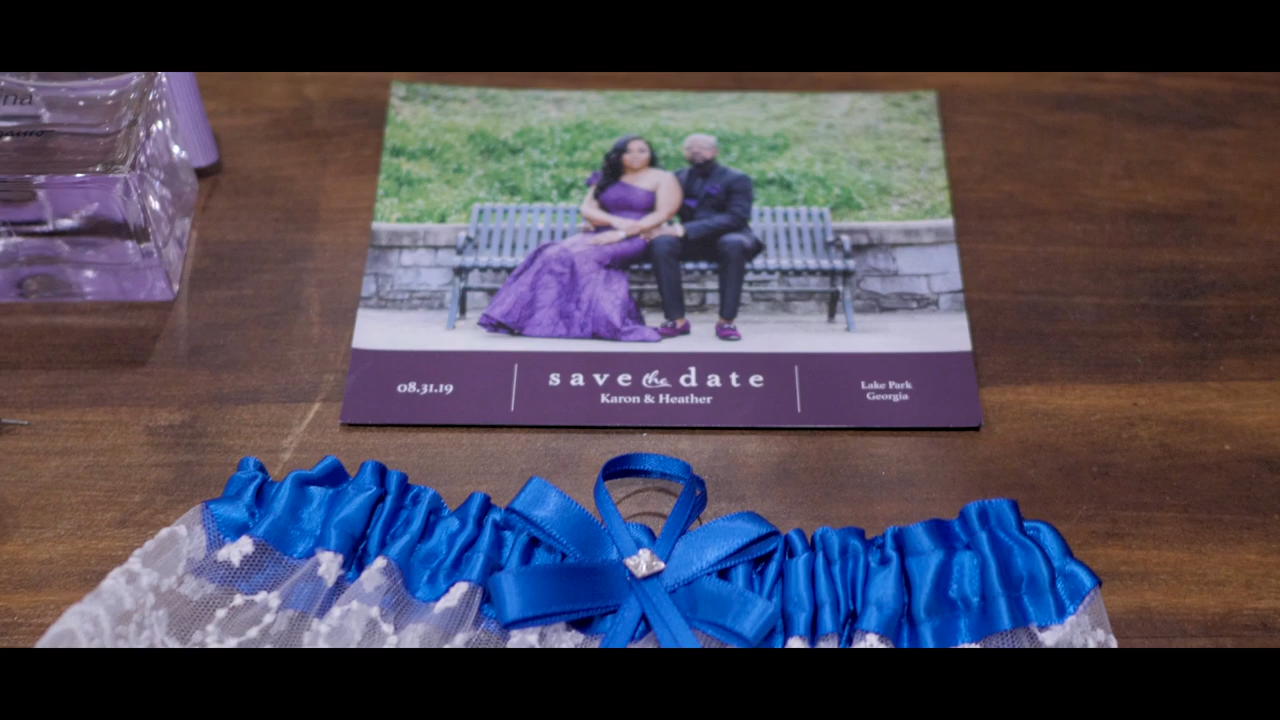 08.31.19
save the date
Karon & Heather
Lake Park
Georgia